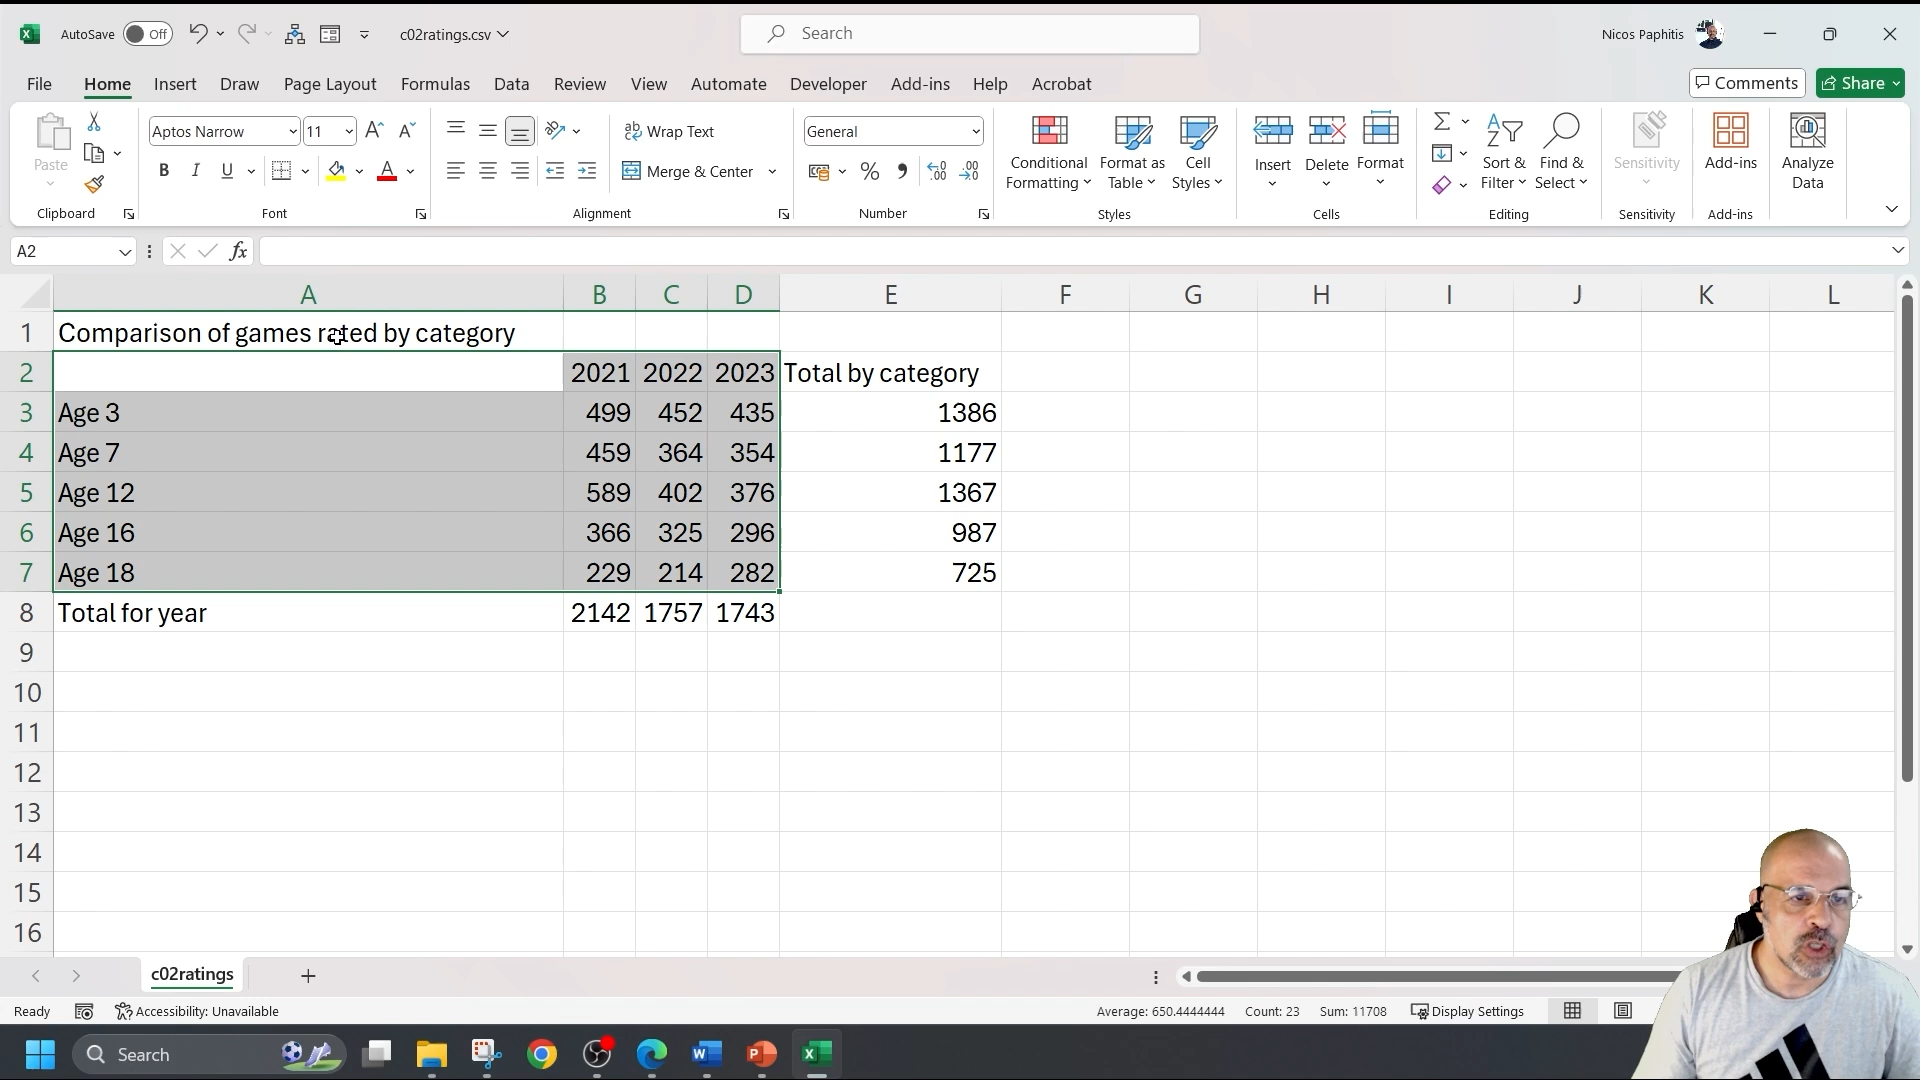 AutoSave Off c02ratings.csv Search Nicos Paphitis
File Home Insert Draw Page Layout Formulas Data Review View Automate Developer Add-ins Help Acrobat Comments Share
Paste Aptos Narrow 11 Wrap Text General Conditional Formatting Format as Table Cell Styles Insert Delete Format Sort & Filter Find & Select Sensitivity Add-ins Analyze Data
B I U Merge & Center
Clipboard Font Alignment Number Styles Cells Editing Sensitivity Add-ins
A2 fx
A B C D E F G H I J K L
1 Comparison of games rated by category
2 2021 2022 2023 Total by category
3 Age 3 499 452 435 1386
4 Age 7 459 364 354 1177
5 Age 12 589 402 376 1367
6 Age 16 366 325 296 987
7 Age 18 229 214 282 725
8 Total for year 2142 1757 1743
9
10
11
12
13
14
15
16
c02ratings
Ready Accessibility: Unavailable Average: 650.4444444 Count: 23 Sum: 11708 Display Settings
Search